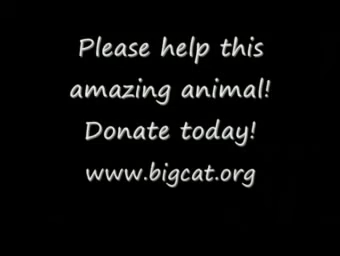 Please help this
amazing animal!
Donate today!
www.bigcat.org